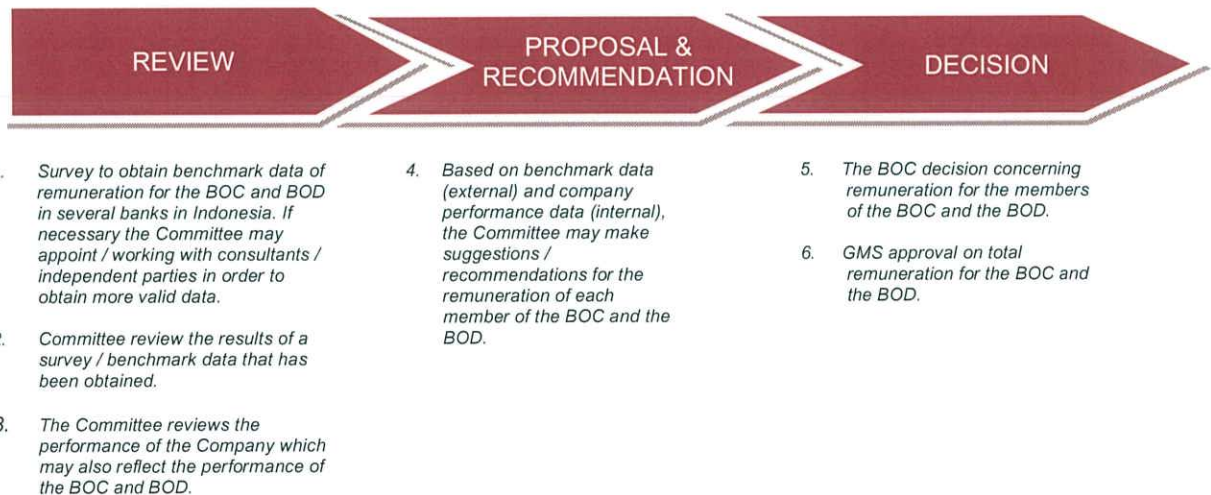 REVIEW
PROPOSAL &
RECOMMENDATION
DECISION
Survey to obtain benchmark data of
remuneration for the BOC and BOD
in several banks in Indonesia. If
necessary the Committee may
appoint / working with consultants /
independent parties in order to
obtain more valid data.
Committee review the results of a
survey / benchmark data that has
been obtained.
3. The Committee reviews the
performance of the Company which
may also reflect the performance of
the BOC and BOD.
4. Based on benchmark data
(external) and company
performance data (internal),
the Committee may make
suggestions /
recommendations for the
remuneration of each
member of the BOC and the
BOD.
5. The BOC decision concerning
remuneration for the members
of the BOC and the BOD.
6. GMS approval on total
remuneration for the BOC and
the BOD.